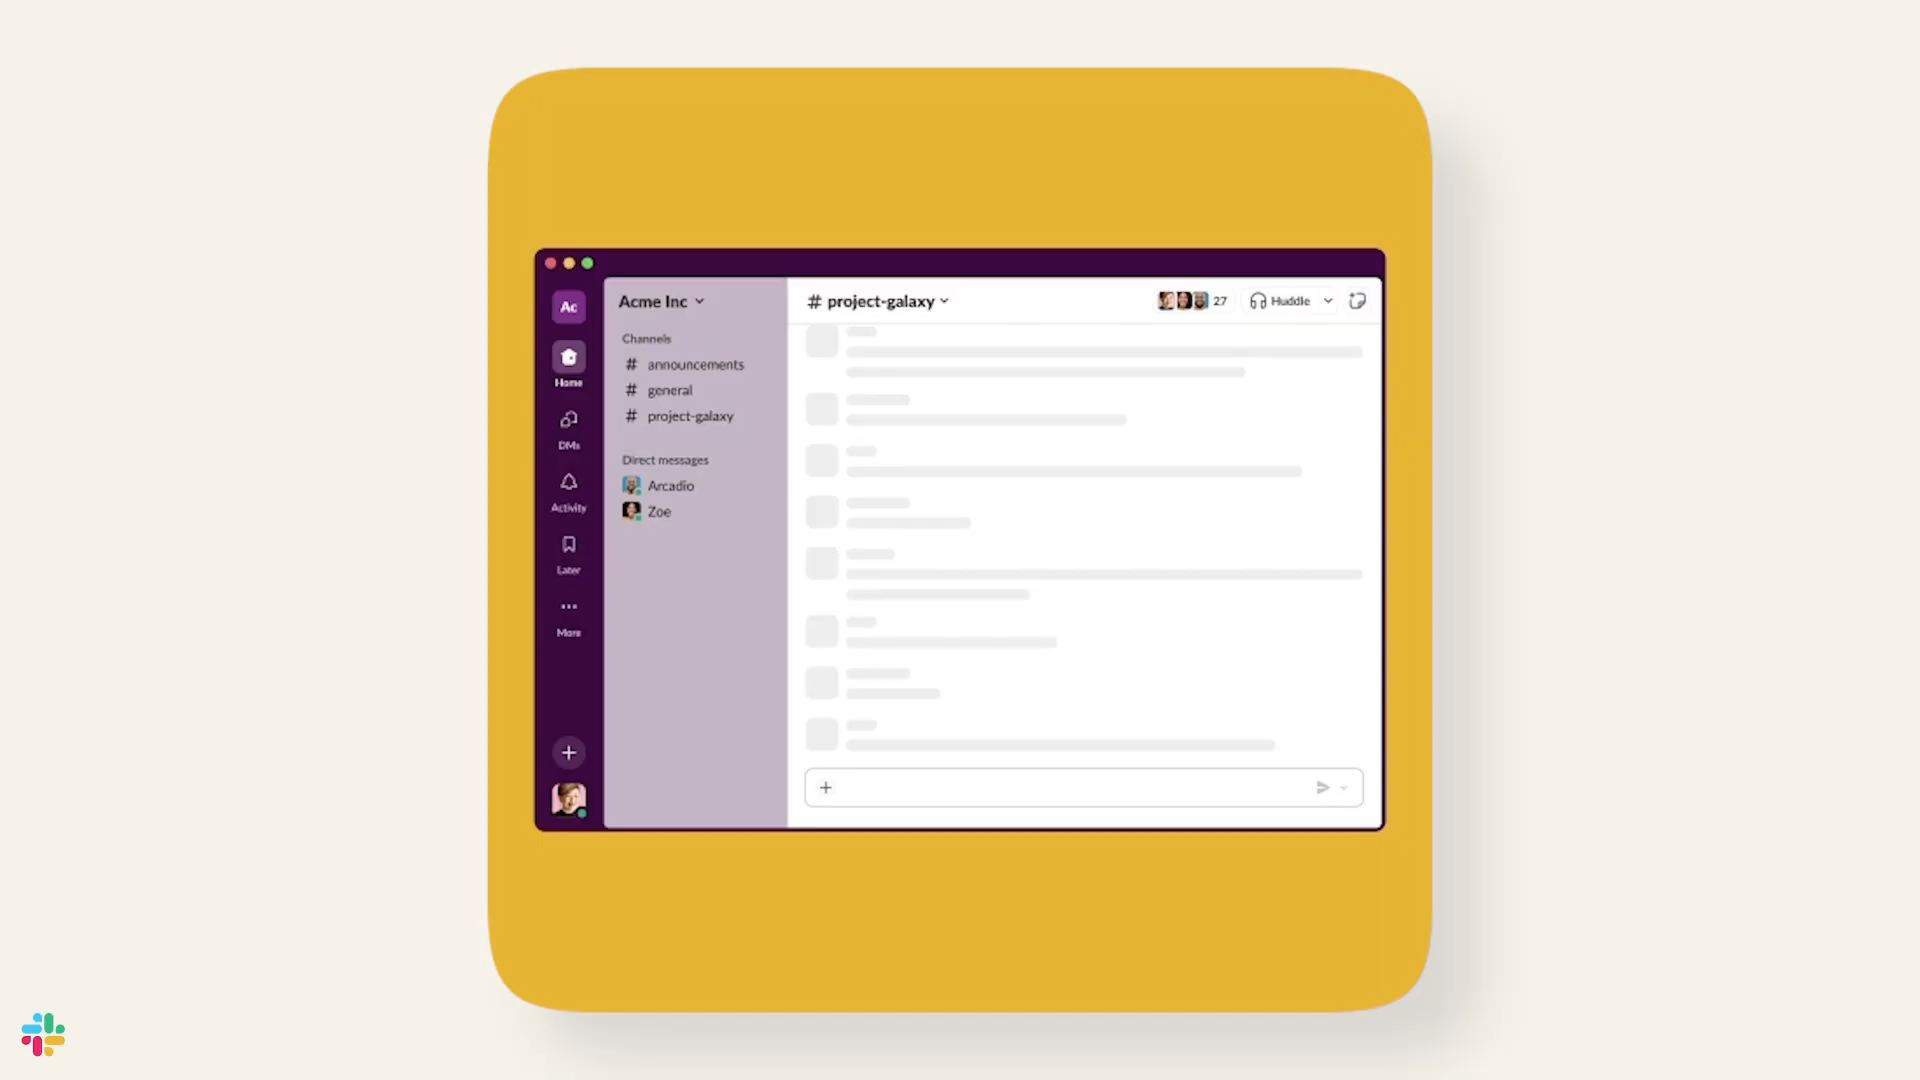 Acme Inc
# project-galaxy
27
Huddle
Ac
Home
DMs
Activity
Later
More
Channels
# announcements
# general
# project-galaxy
Direct messages
Arcadio
Zoe